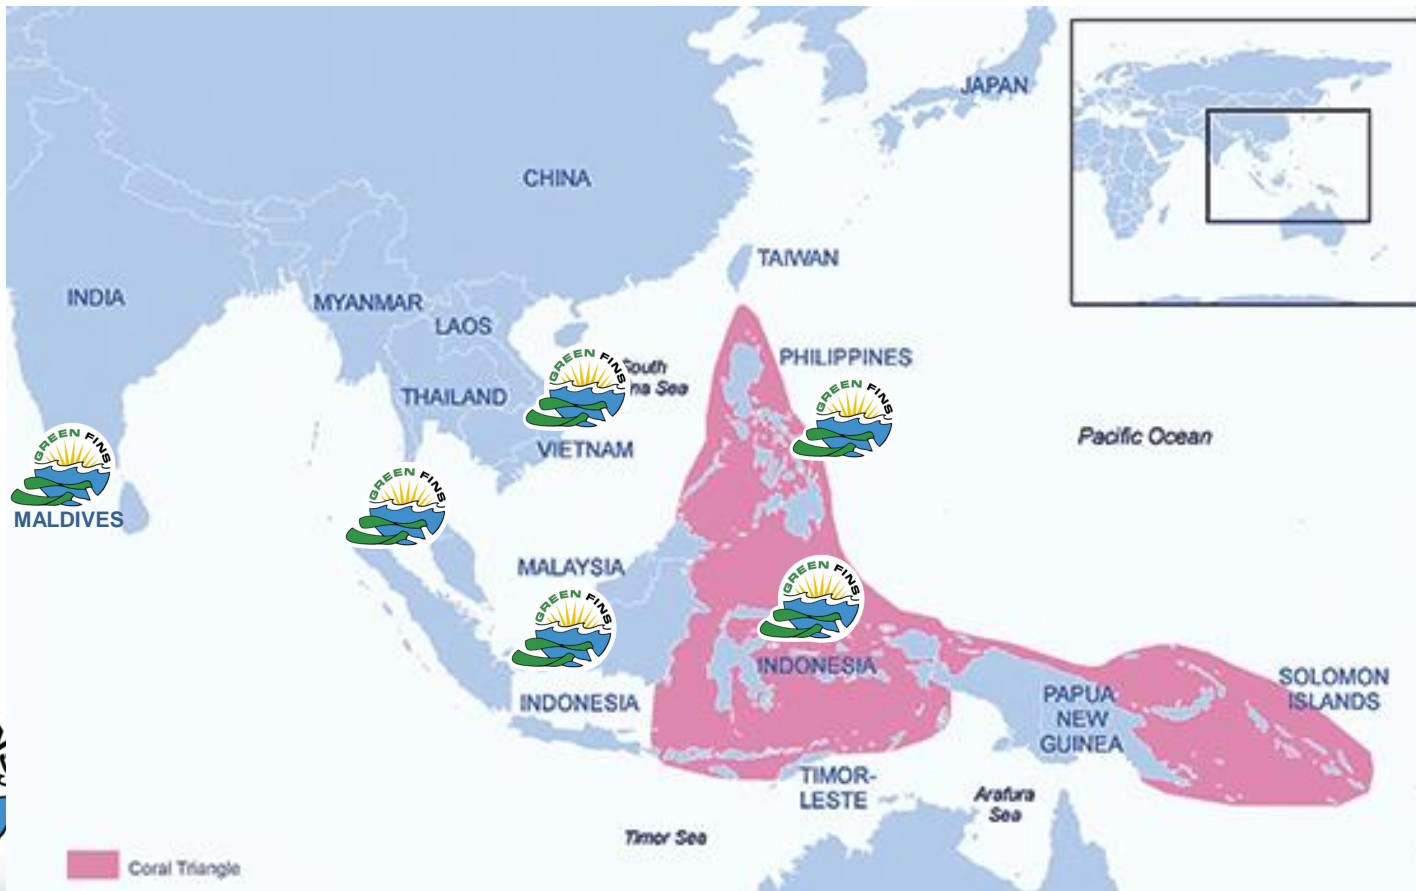 JAPAN
CHINA
TAIWAN
INDIA
MYANMAR
LAOS
South
na Sea
PHILIPPINES
GREEN FINS
THAILAND
GREEN FINS
Pacific Ocean
VIETNAM
GREEN FINS
MALDIVES
GREEN FINS
MALAYSIA
GREEN FINS
GREEN FINS
INDONESIA
INDONESIA
SOLOMON
ISLANDS
PAPUA
NEW
GUINEA
TIMOR-
LESTE
Arafura
Sea
Timor Sea
Coral Triangle